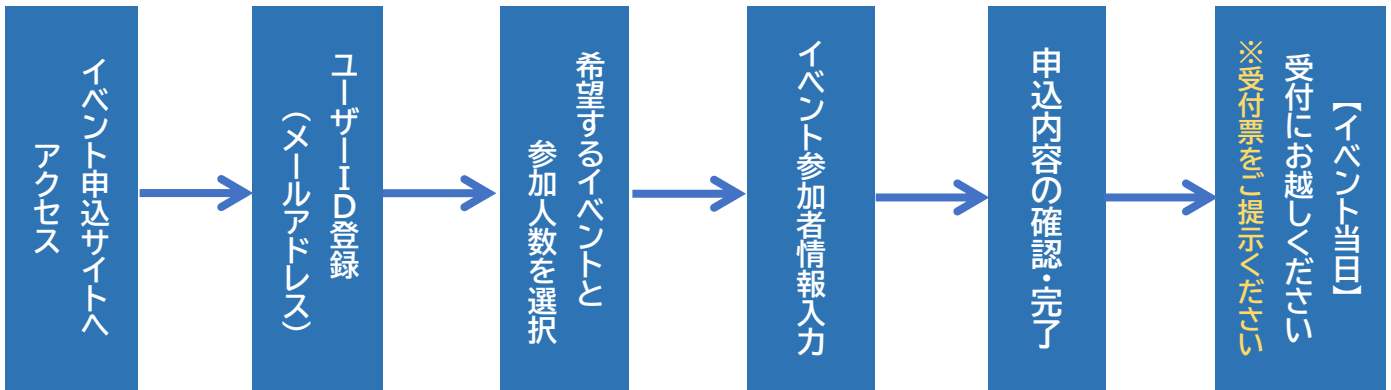 イベント申込サイトへ
アクセス
ユーザーＩＤ登録
（メールアドレス）
希望するイベントと
参加人数を選択
イベント参加者情報入力
申込内容の確認・完了
【イベント当日】
受付にお越しください
※受付票をご提示ください